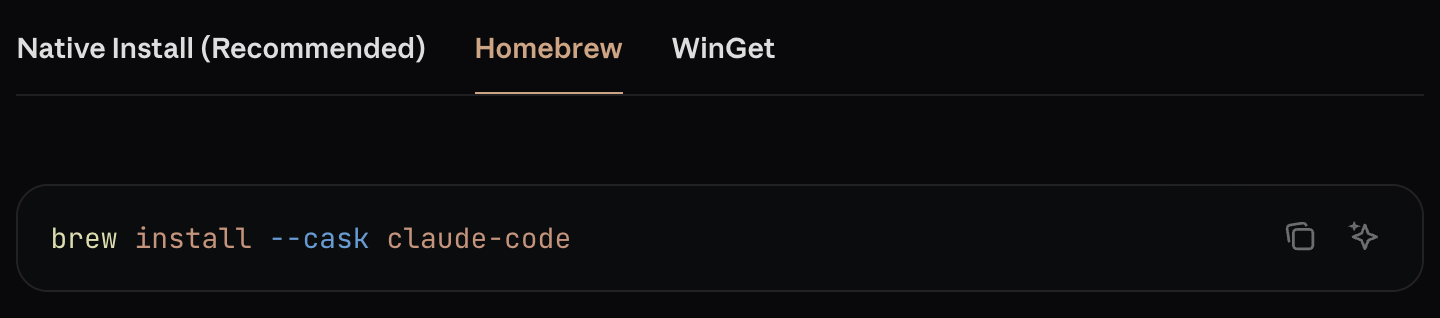 Native Install (Recommended) Homebrew WinGet
brew install --cask claude-code